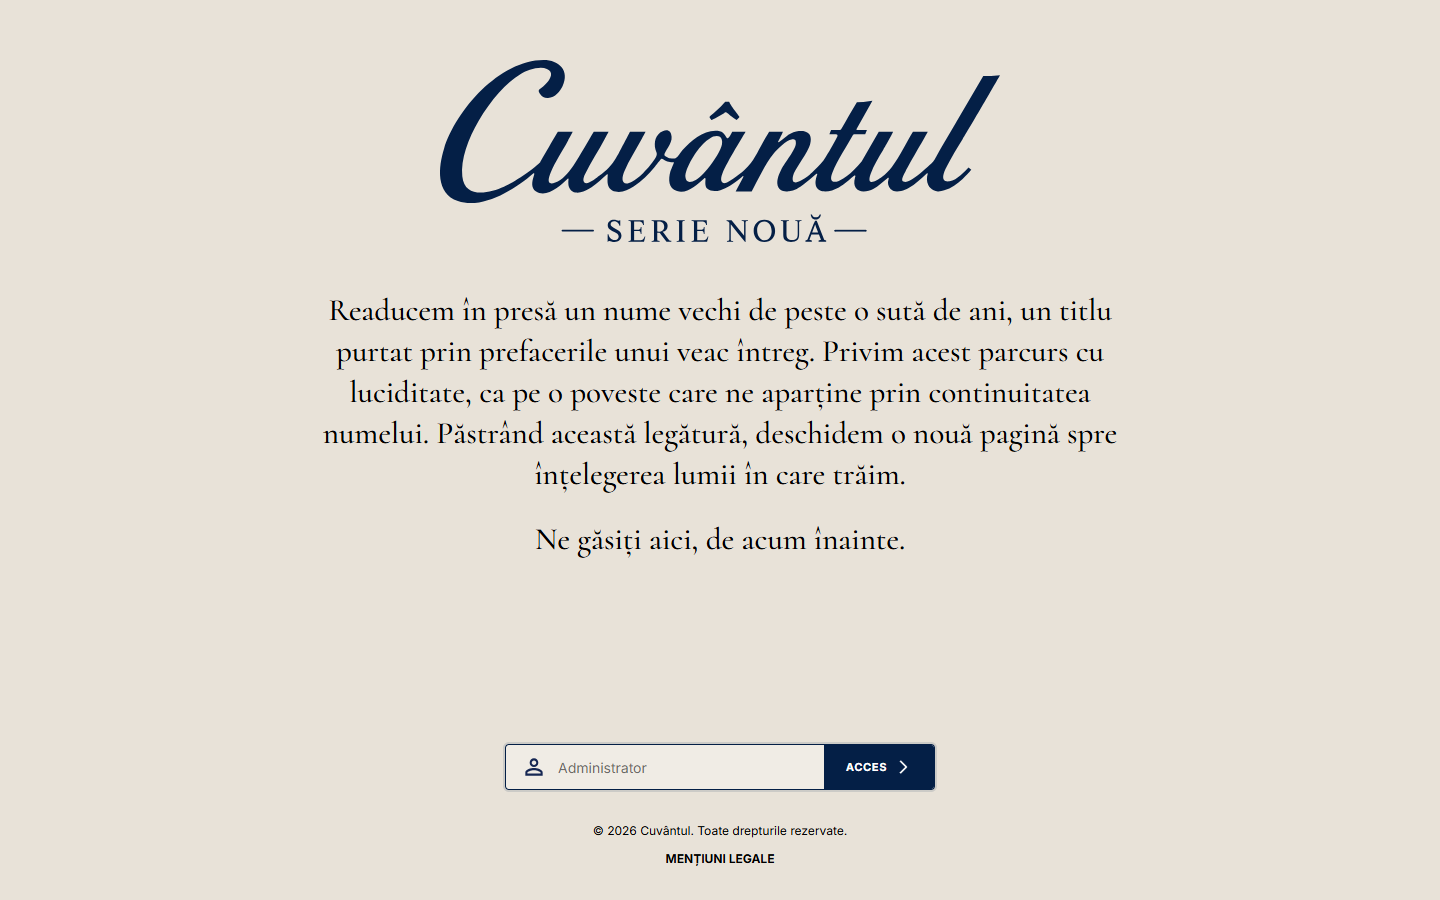 Cuvântul
— SERIE NOUĂ —
Readucem în presă un nume vechi de peste o sută de ani, un titlu
purtat prin prefacerile unui veac întreg. Privim acest parcurs cu
luciditate, ca pe o poveste care ne aparține prin continuitatea
numelui. Păstrând această legătură, deschidem o nouă pagină spre
înțelegerea lumii în care trăim.
Ne găsiți aici, de acum înainte.
Administrator
ACCES
© 2026 Cuvântul. Toate drepturile rezervate.
MENȚIUNI LEGALE